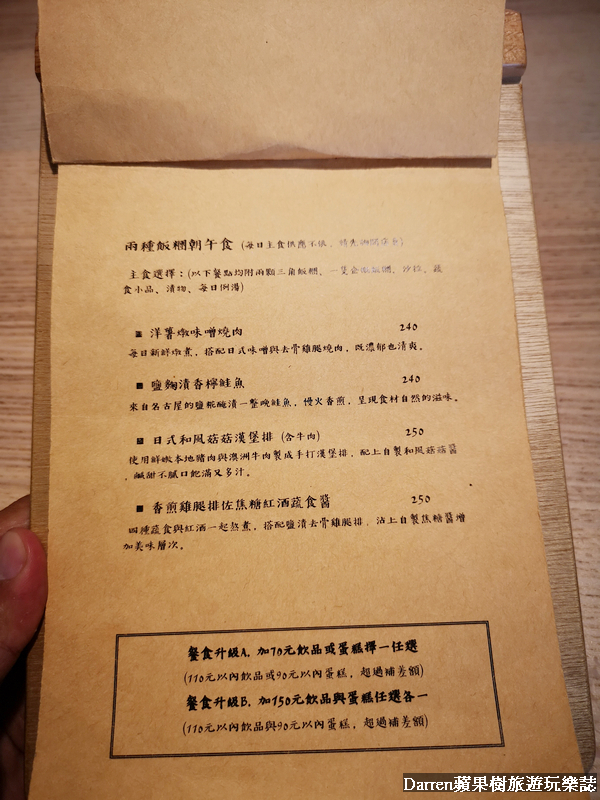 兩種飯糰朝午食 (每日主食供應不依，請先詢問店員)
主食選擇：(以下餐點均附兩顆三角飯糰、一隻飯糰、沙拉、蔬
食小品、漬物、每日例湯)
■ 洋蔥燉味噌燒肉 240
每日新鮮燉煮，搭配日式味噌與去骨雞腿燒肉，既濃郁也清爽。
■ 鹽麴漬香檸鮭魚 240
來自名古屋的鹽糀醃漬一整晚鮭魚，慢火香煎，呈現食材自然的滋味。
■ 日式和風菇菇漢堡排 (含牛肉) 250
使用鮮嫩本地豬肉與澳洲牛肉製成手打漢堡排，配上自製和風菇菇醬
，鹹甜不膩口飽滿又多汁。
■ 香煎雞腿排佐焦糖紅酒蔬食醬 250
四種蔬食與紅酒一起熬煮，搭配鹽漬去骨雞腿排，沾上自製焦糖醬增
加美味層次。
餐食升級A. 加70元飲品或蛋糕擇一任選
(110元以內飲品或90元以內蛋糕，超過補差額)
餐食升級B. 加150元飲品與蛋糕任選各一
(110元以內飲品與90元以內蛋糕，超過補差額)
Darren蘋果樹旅遊玩樂誌